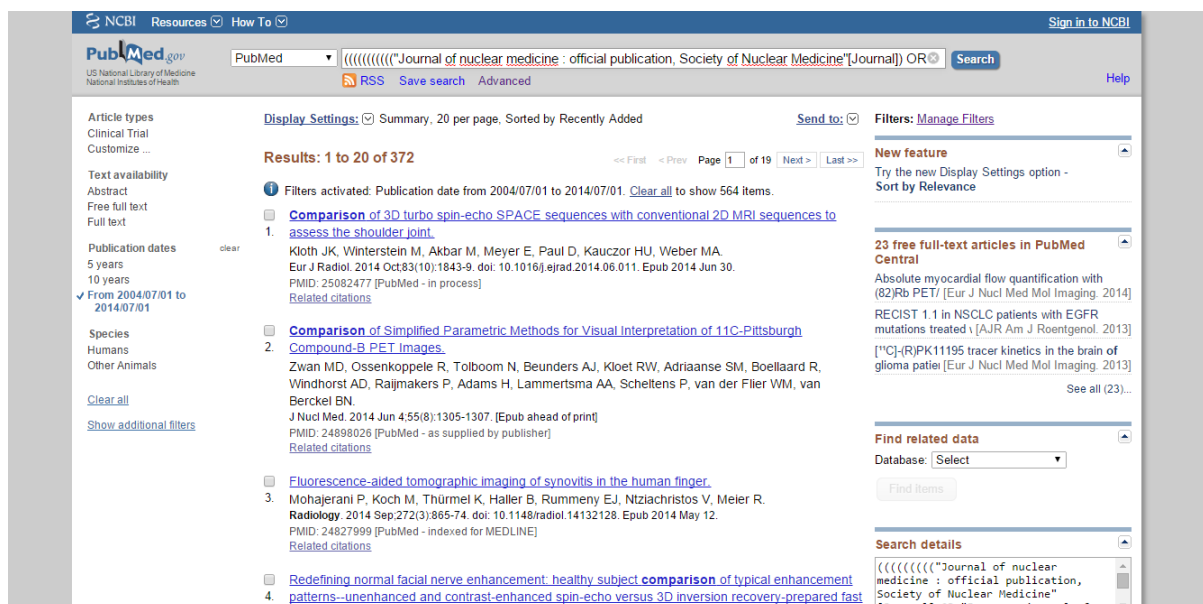 NCBI Resources How To Sign in to NCBI
PubMed.gov
US National Library of Medicine
National Institutes of Health
PubMed
(((((((((("Journal of nuclear medicine : official publication, Society of Nuclear Medicine"[Journal]) OR
Search
RSS Save search Advanced
Help
Article types
Clinical Trial
Customize ...
Text availability
Abstract
Free full text
Full text
Publication dates clear
5 years
10 years
From 2004/07/01 to
2014/07/01
Species
Humans
Other Animals
Clear all
Show additional filters
Display Settings: Summary, 20 per page, Sorted by Recently Added Send to:
Results: 1 to 20 of 372
<< First < Prev Page 1 of 19 Next > Last >>
Filters activated: Publication date from 2004/07/01 to 2014/07/01. Clear all to show 564 items.
Comparison of 3D turbo spin-echo SPACE sequences with conventional 2D MRI sequences to
1. assess the shoulder joint.
Kloth JK, Winterstein M, Akbar M, Meyer E, Paul D, Kauczor HU, Weber MA.
Eur J Radiol. 2014 Oct;83(10):1843-9. doi: 10.1016/j.ejrad.2014.06.011. Epub 2014 Jun 30.
PMID: 25082477 [PubMed - in process]
Related citations
Comparison of Simplified Parametric Methods for Visual Interpretation of 11C-Pittsburgh
2. Compound-B PET Images.
Zwan MD, Ossenkoppele R, Tolboom N, Beunders AJ, Kloet RW, Adriaanse SM, Boellaard R,
Windhorst AD, Raijmakers P, Adams H, Lammertsma AA, Scheltens P, van der Flier WM, van
Berckel BN.
J Nucl Med. 2014 Jun 4;55(8):1305-1307. [Epub ahead of print]
PMID: 24898026 [PubMed - as supplied by publisher]
Related citations
Fluorescence-aided tomographic imaging of synovitis in the human finger.
3. Mohajerani P, Koch M, Thürmel K, Haller B, Rummeny EJ, Ntziachristos V, Meier R.
Radiology. 2014 Sep;272(3):865-74. doi: 10.1148/radiol.14132128. Epub 2014 May 12.
PMID: 24827999 [PubMed - indexed for MEDLINE]
Related citations
Redefining normal facial nerve enhancement: healthy subject comparison of typical enhancement
4. patterns--unenhanced and contrast-enhanced spin-echo versus 3D inversion recovery-prepared fast
Filters: Manage Filters
New feature
Try the new Display Settings option -
Sort by Relevance
23 free full-text articles in PubMed
Central
Absolute myocardial flow quantification with
(82)Rb PET/ [Eur J Nucl Med Mol Imaging. 2014]
RECIST 1.1 in NSCLC patients with EGFR
mutations treated [AJR Am J Roentgenol. 2013]
[¹¹C]-(R)PK11195 tracer kinetics in the brain of
glioma patie [Eur J Nucl Med Mol Imaging. 2013]
See all (23)...
Find related data
Database: Select
Find items
Search details
((((((((("Journal of nuclear
medicine : official publication,
Society of Nuclear Medicine"